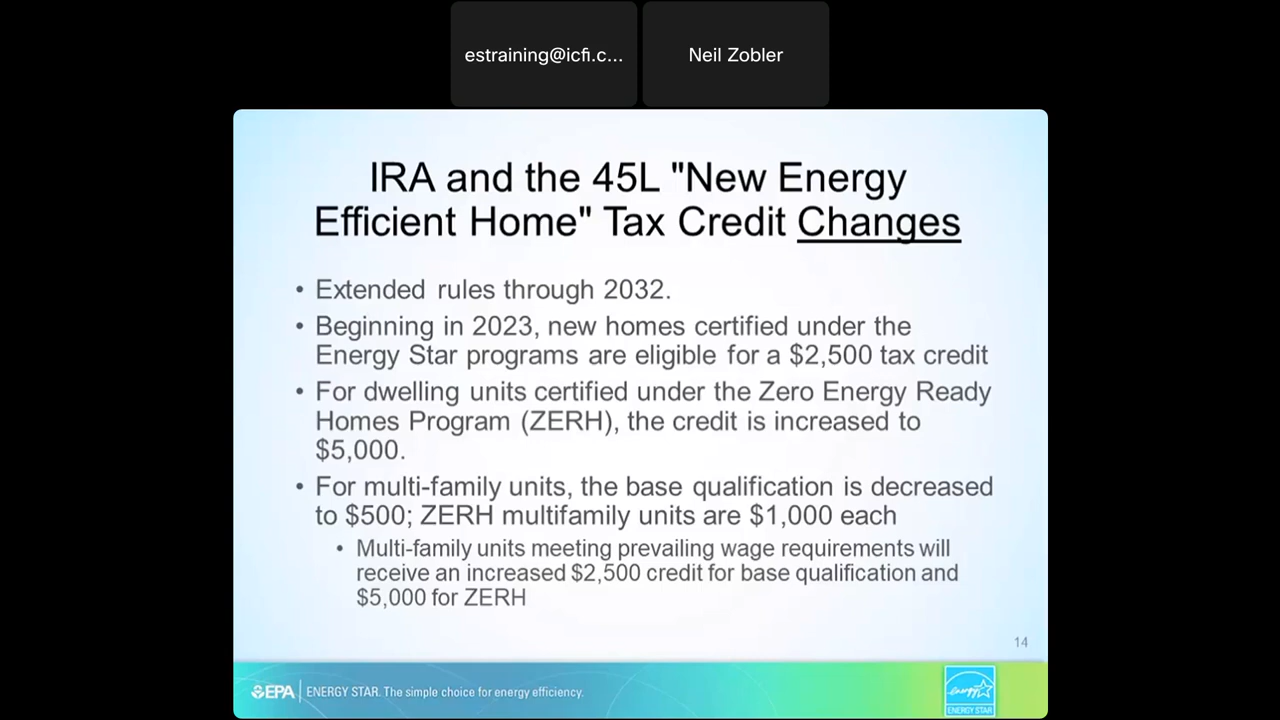 estraining@icfi.c...
Neil Zobler
IRA and the 45L "New Energy
Efficient Home" Tax Credit Changes
• Extended rules through 2032.
• Beginning in 2023, new homes certified under the
Energy Star programs are eligible for a $2,500 tax credit
• For dwelling units certified under the Zero Energy Ready
Homes Program (ZERH), the credit is increased to
$5,000.
• For multi-family units, the base qualification is decreased
to $500; ZERH multifamily units are $1,000 each
• Multi-family units meeting prevailing wage requirements will
receive an increased $2,500 credit for base qualification and
$5,000 for ZERH
14
EPA ENERGY STAR. The simple choice for energy efficiency.
energy
ENERGY STAR